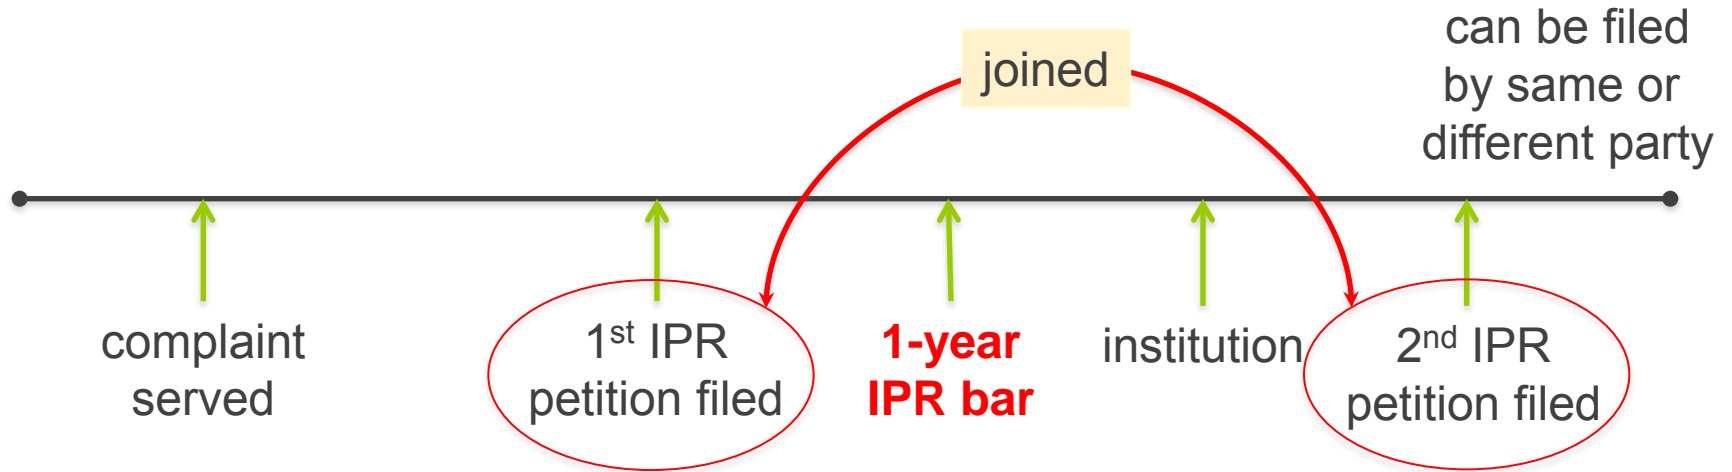 can be filed
by same or
different party
joined
complaint
served
1st IPR
petition filed
1-year
IPR bar
institution
2nd IPR
petition filed